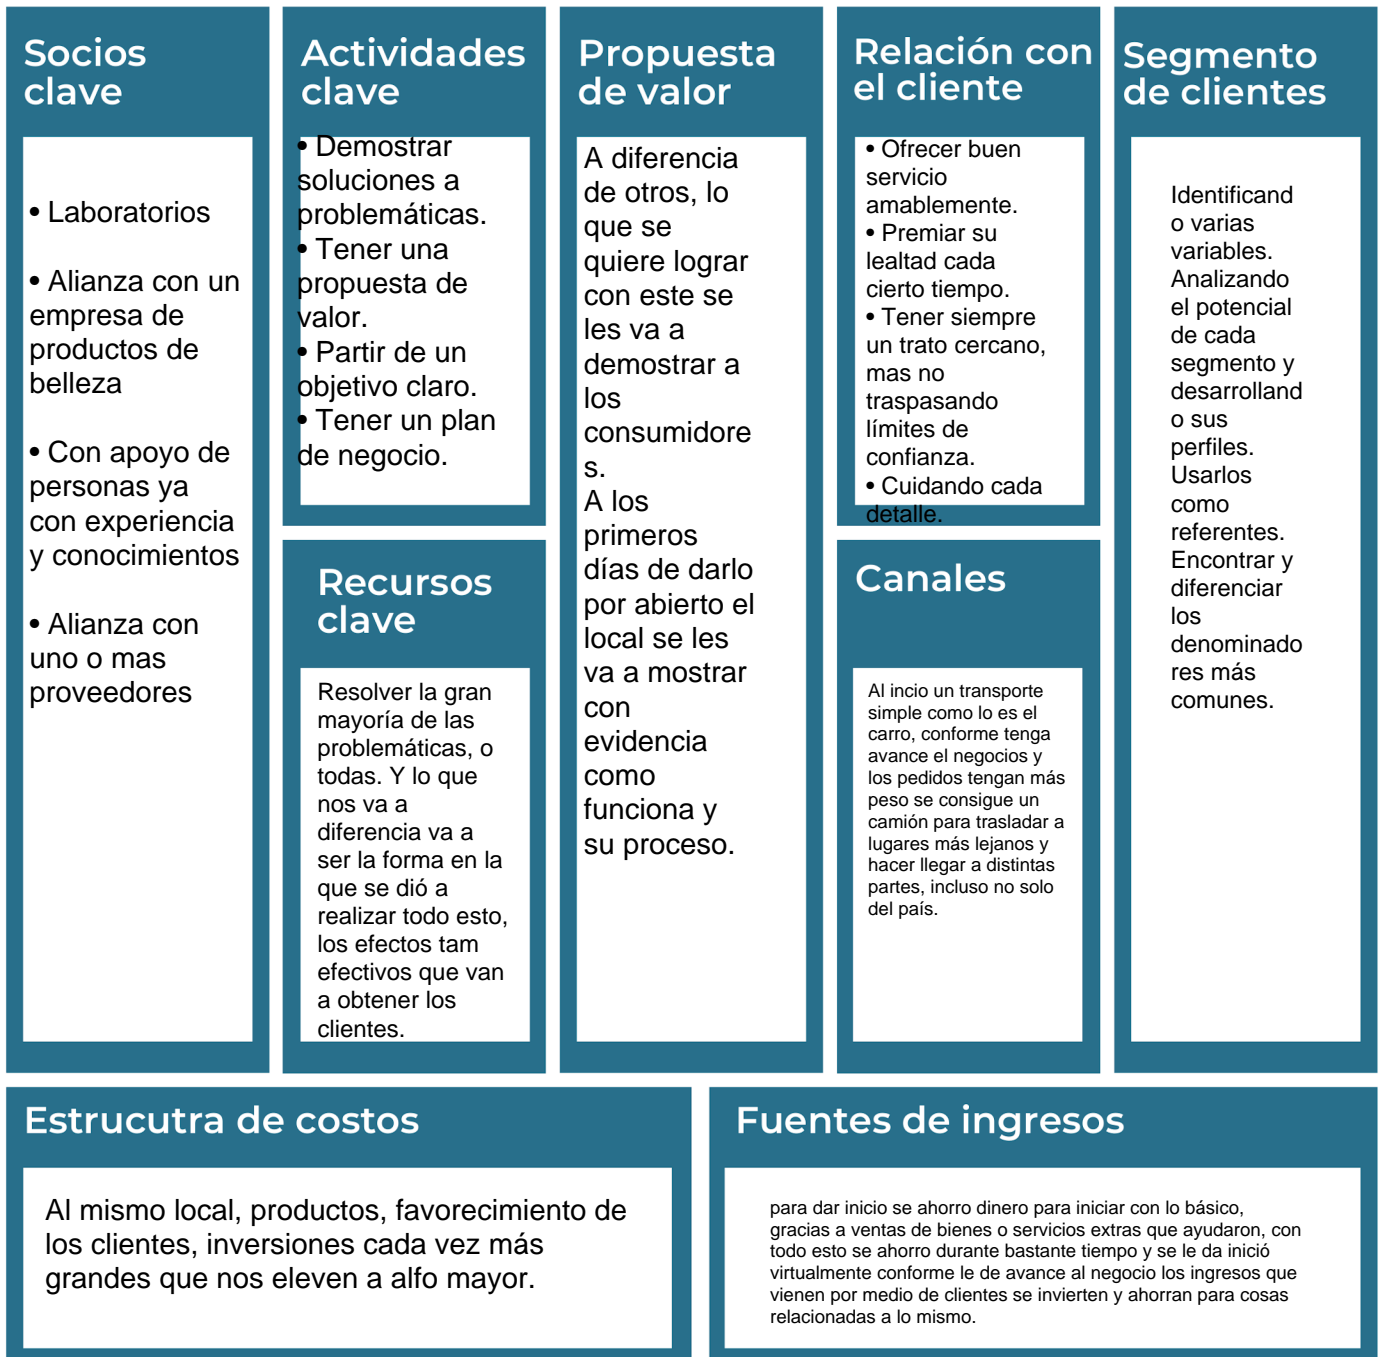 Socios
clave
• Laboratorios
• Alianza con un
empresa de
productos de
belleza
• Con apoyo de
personas ya
con experiencia
y conocimientos
• Alianza con
uno o mas
proveedores
Actividades
clave
• Demostrar
soluciones a
problemáticas.
• Tener una
propuesta de
valor.
• Partir de un
objetivo claro.
• Tener un plan
de negocio.
Recursos
clave
Resolver la gran
mayoría de las
problemáticas, o
todas. Y lo que
nos va a
diferencia va a
ser la forma en la
que se dió a
realizar todo esto,
los efectos tam
efectivos que van
a obtener los
clientes.
Propuesta
de valor
A diferencia
de otros, lo
que se
quiere lograr
con este se
les va a
demostrar a
los
consumidore
s.
A los
primeros
días de darlo
por abierto el
local se les
va a mostrar
con
evidencia
como
funciona y
su proceso.
Relación con
el cliente
• Ofrecer buen
servicio
amablemente.
• Premiar su
lealtad cada
cierto tiempo.
• Tener siempre
un trato cercano,
mas no
traspasando
límites de
confianza.
• Cuidando cada
detalle.
Canales
Al incio un transporte
simple como lo es el
carro, conforme tenga
avance el negocios y
los pedidos tengan más
peso se consigue un
camión para trasladar a
lugares más lejanos y
hacer llegar a distintas
partes, incluso no solo
del país.
Segmento
de clientes
Identificand
o varias
variables.
Analizando
el potencial
de cada
segmento y
desarrolland
o sus
perfiles.
Usarlos
como
referentes.
Encontrar y
diferenciar
los
denominado
res más
comunes.
Estrucutra de costos
Al mismo local, productos, favorecimiento de
los clientes, inversiones cada vez más
grandes que nos eleven a alfo mayor.
Fuentes de ingresos
para dar inicio se ahorro dinero para iniciar con lo básico,
gracias a ventas de bienes o servicios extras que ayudaron, con
todo esto se ahorro durante bastante tiempo y se le da inició
virtualmente conforme le de avance al negocio los ingresos que
vienen por medio de clientes se invierten y ahorran para cosas
relacionadas a lo mismo.